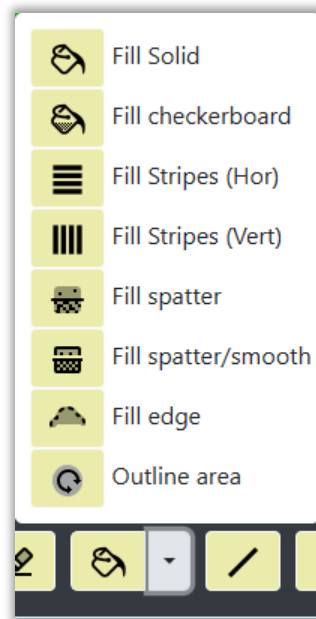 Fill Solid
Fill checkerboard
Fill Stripes (Hor)
Fill Stripes (Vert)
Fill spatter
Fill spatter/smooth
Fill edge
Outline area